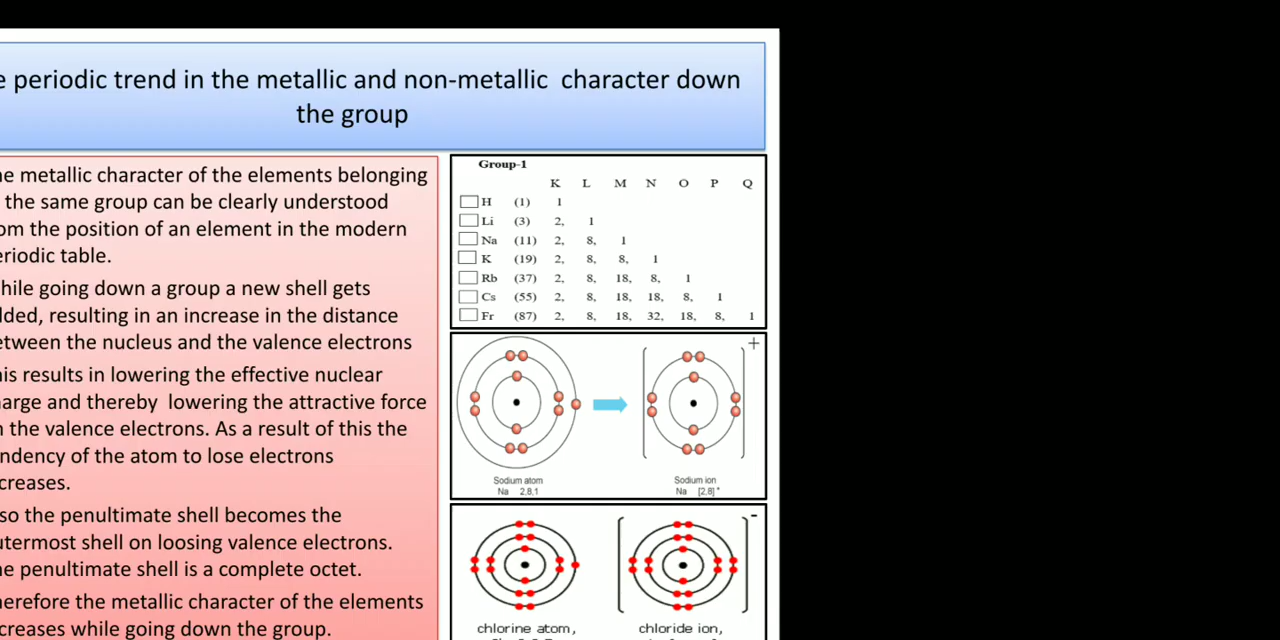 e periodic trend in the metallic and non-metallic character down
the group
ne metallic character of the elements belonging
the same group can be clearly understood
om the position of an element in the modern
eriodic table.
hile going down a group a new shell gets
dded, resulting in an increase in the distance
etween the nucleus and the valence electrons
his results in lowering the effective nuclear
harge and thereby lowering the attractive force
n the valence electrons. As a result of this the
ndency of the atom to lose electrons
creases.
so the penultimate shell becomes the
utermost shell on loosing valence electrons.
he penultimate shell is a complete octet.
herefore the metallic character of the elements
creases while going down the group.
Group-1
K L M N O P Q
H (1) 1
Li (3) 2, 1
Na (11) 2, 8, 1
K (19) 2, 8, 8, 1
Rb (37) 2, 8, 18, 8, 1
Cs (55) 2, 8, 18, 18, 8, 1
Fr (87) 2, 8, 18, 32, 18, 8, 1
+
Sodium atom
Na 2,8,1
Sodium ion
Na [2,8]⁺
-
chlorine atom,
chloride ion,